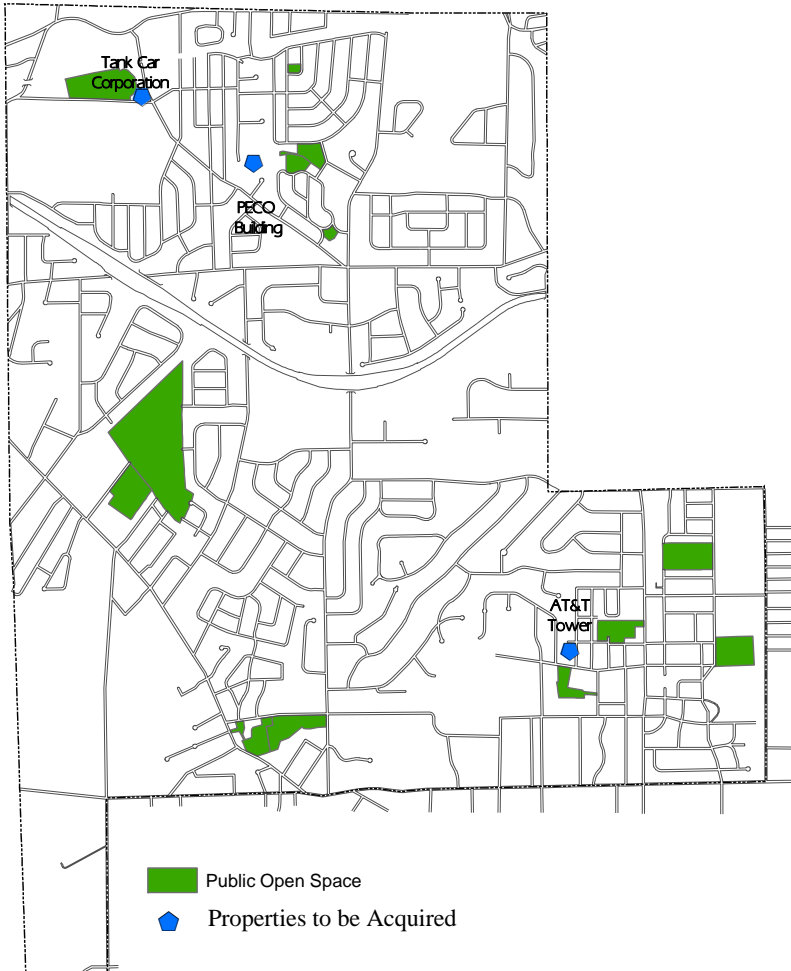 Tank Car
Corporation
PECO
Building
AT&T
Tower
Public Open Space
Properties to be Acquired